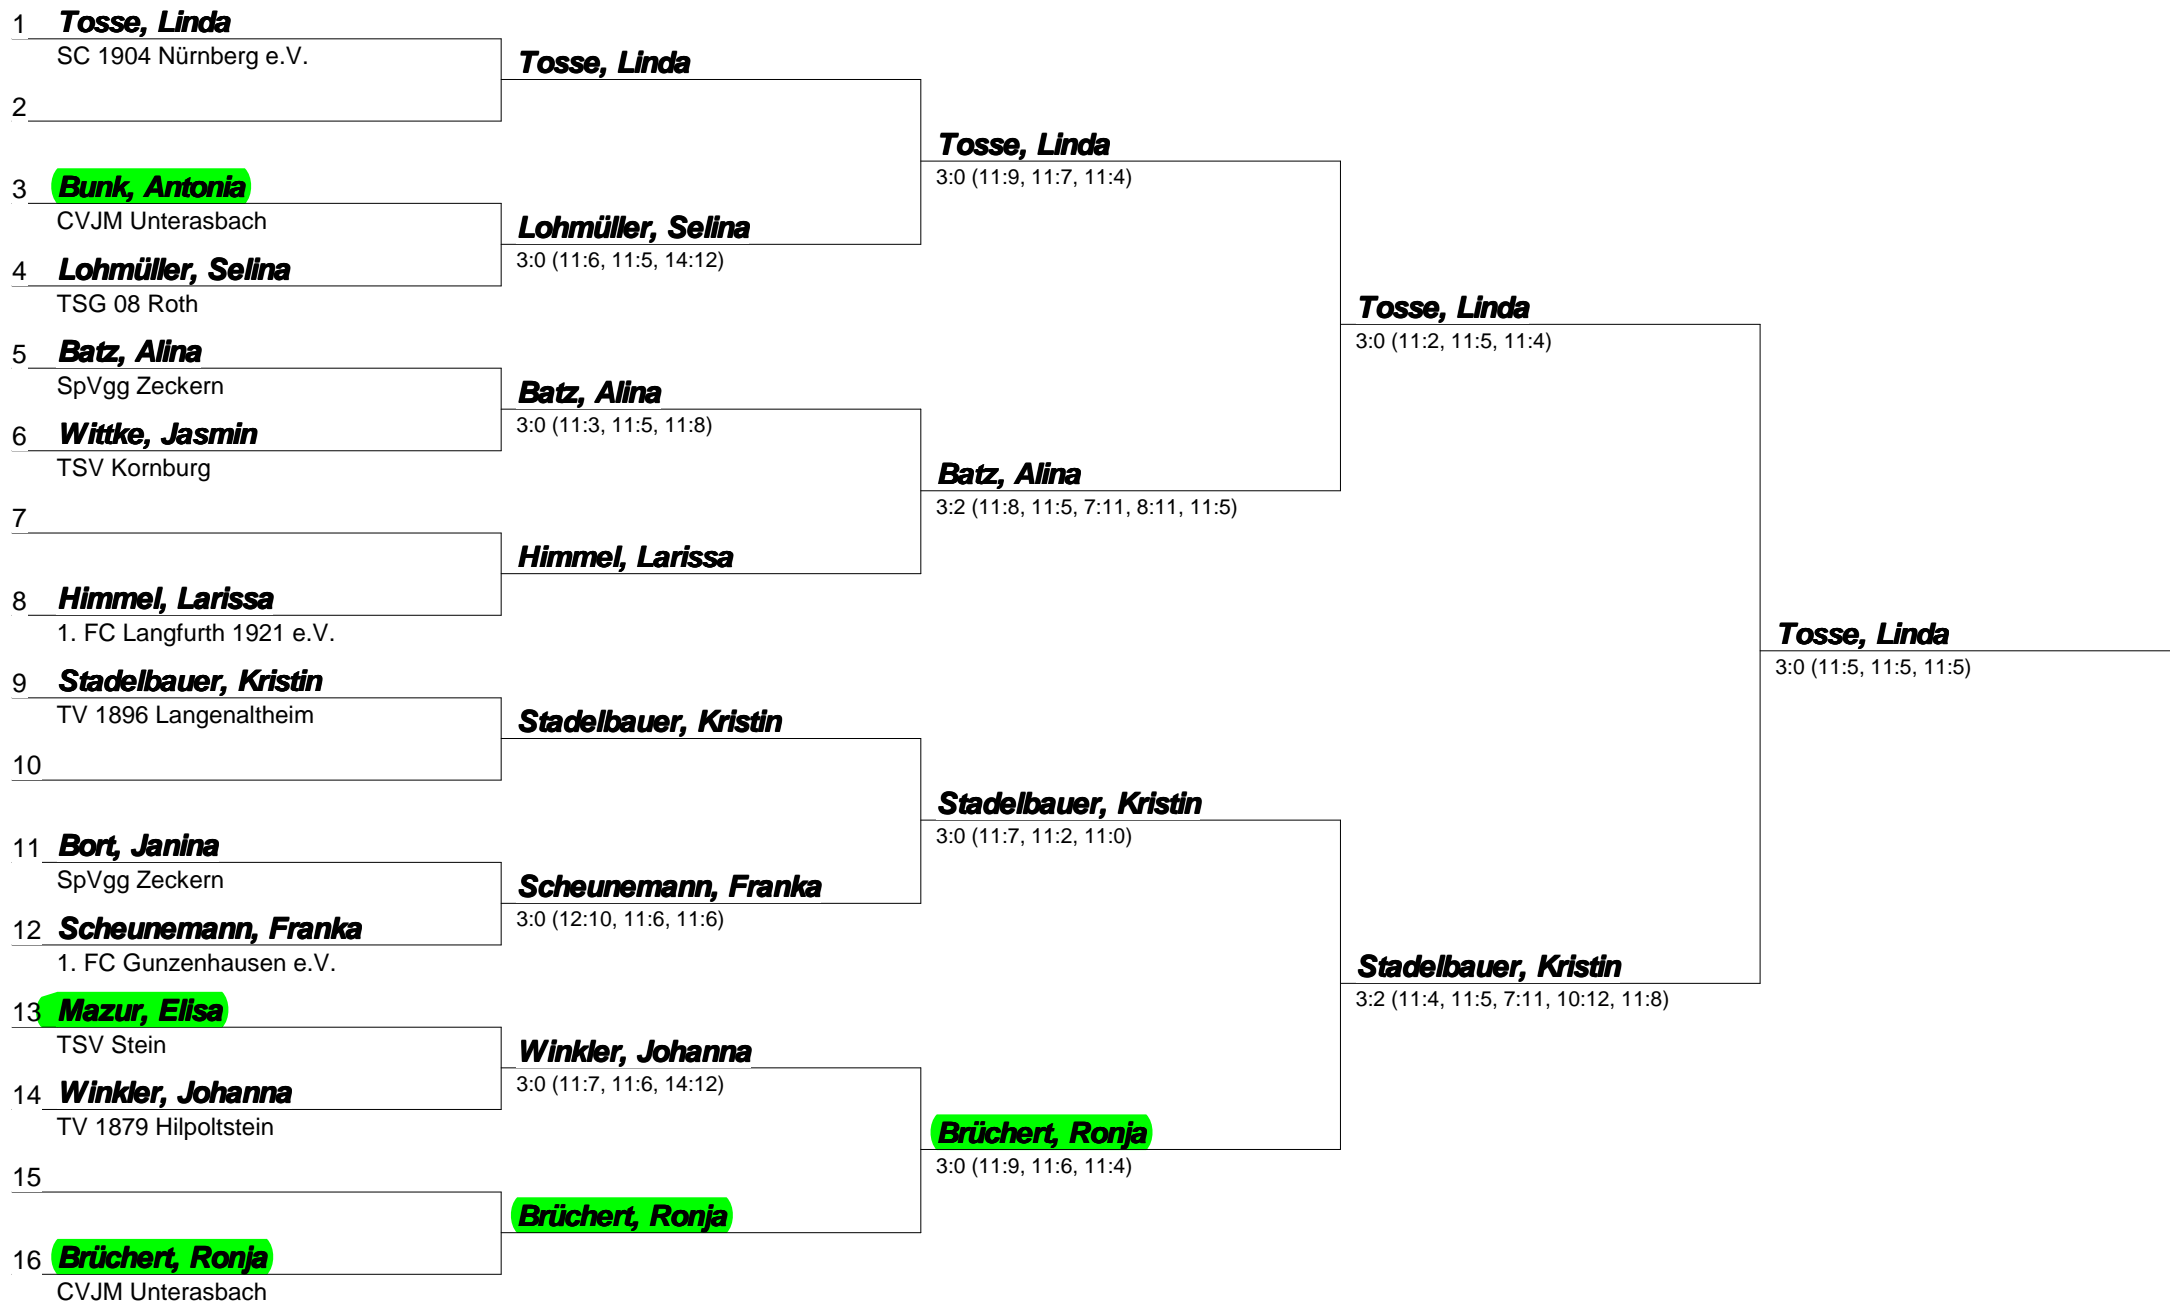 1 Tosse, Linda
SC 1904 Nürnberg e.V.
2
3 Bunk, Antonia
CVJM Unterasbach
4 Lohmüller, Selina
TSG 08 Roth
5 Batz, Alina
SpVgg Zeckern
6 Wittke, Jasmin
TSV Kornburg
7
8 Himmel, Larissa
1. FC Langfurth 1921 e.V.
9 Stadelbauer, Kristin
TV 1896 Langenaltheim
10
11 Bort, Janina
SpVgg Zeckern
12 Scheunemann, Franka
1. FC Gunzenhausen e.V.
13 Mazur, Elisa
TSV Stein
14 Winkler, Johanna
TV 1879 Hilpoltstein
15
16 Brüchert, Ronja
CVJM Unterasbach
Tosse, Linda
Lohmüller, Selina
3:0 (11:6, 11:5, 14:12)
Batz, Alina
3:0 (11:3, 11:5, 11:8)
Himmel, Larissa
Stadelbauer, Kristin
Scheunemann, Franka
3:0 (12:10, 11:6, 11:6)
Winkler, Johanna
3:0 (11:7, 11:6, 14:12)
Brüchert, Ronja
Tosse, Linda
3:0 (11:9, 11:7, 11:4)
Batz, Alina
3:2 (11:8, 11:5, 7:11, 8:11, 11:5)
Stadelbauer, Kristin
3:0 (11:7, 11:2, 11:0)
Brüchert, Ronja
3:0 (11:9, 11:6, 11:4)
Tosse, Linda
3:0 (11:2, 11:5, 11:4)
Stadelbauer, Kristin
3:2 (11:4, 11:5, 7:11, 10:12, 11:8)
Tosse, Linda
3:0 (11:5, 11:5, 11:5)